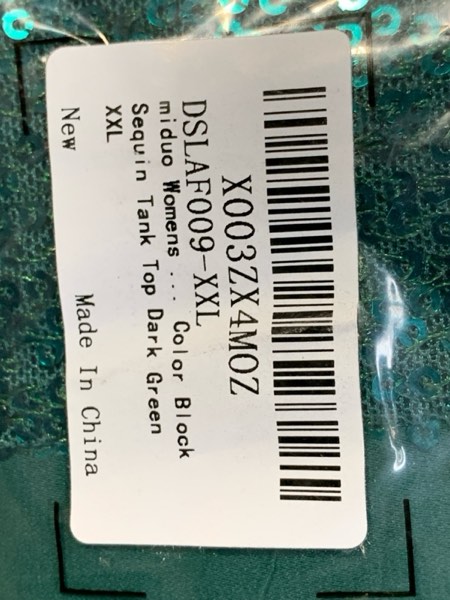 X003ZX4MOZ
DSLAF009-XXL
miduo Womens ... Color Block
Sequin Tank Top Dark Green
XXL
New Made In China